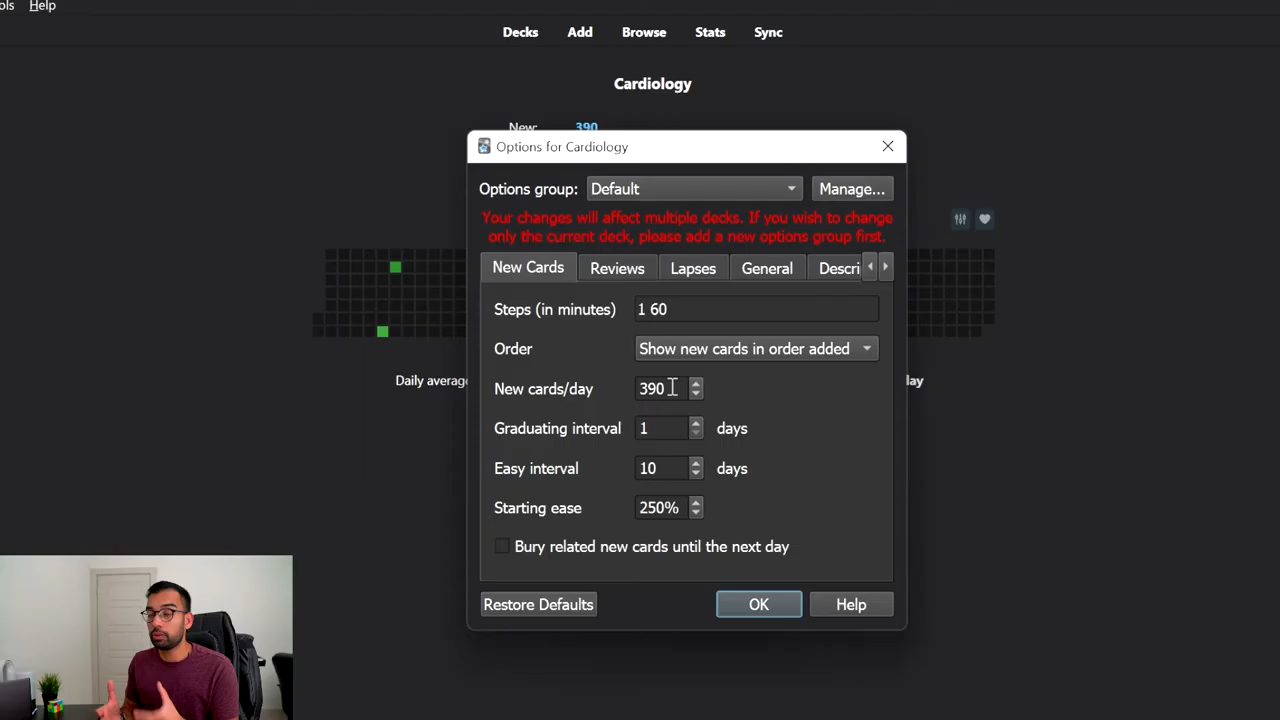 ols Help
Decks Add Browse Stats Sync
Cardiology
New: 390
Options for Cardiology
Options group: Default Manage...
Your changes will affect multiple decks. If you wish to change
only the current deck, please add a new options group first.
New Cards Reviews Lapses General Descri
Steps (in minutes) 1 60
Order Show new cards in order added
New cards/day 390
Daily average
ay
Graduating interval 1 days
Easy interval 10 days
Starting ease 250%
Bury related new cards until the next day
Restore Defaults OK Help